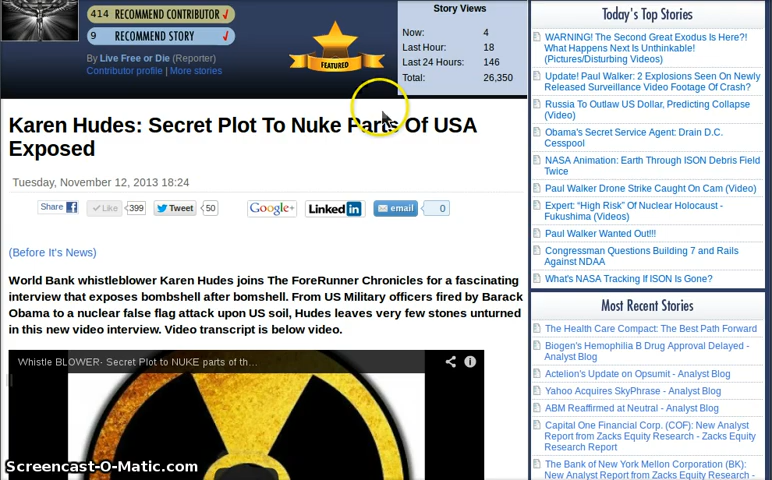 414 RECOMMEND CONTRIBUTOR
9 RECOMMEND STORY
By Live Free or Die (Reporter)
Contributor profile | More stories
FEATURED
Story Views
Now: 4
Last Hour: 18
Last 24 Hours: 146
Total: 26,350
Karen Hudes: Secret Plot To Nuke Parts Of USA
Exposed
Tuesday, November 12, 2013 18:24
Share Like 399 Tweet 50 Google+ Linked in email 0
(Before It's News)
World Bank whistleblower Karen Hudes joins The ForeRunner Chronicles for a fascinating
interview that exposes bombshell after bomshell. From US Military officers fired by Barack
Obama to a nuclear false flag attack upon US soil, Hudes leaves very few stones unturned
in this new video interview. Video transcript is below video.
Whistle BLOWER- Secret Plot to NUKE parts of th...
Screencast-O-Matic.com
Today's Top Stories
WARNING! The Second Great Exodus Is Here?!
What Happens Next Is Unthinkable!
(Pictures/Disturbing Videos)
Update! Paul Walker: 2 Explosions Seen On Newly
Released Surveillance Video Footage Of Crash?
Russia To Outlaw US Dollar, Predicting Collapse
(Video)
Obama's Secret Service Agent: Drain D.C.
Cesspool
NASA Animation: Earth Through ISON Debris Field
Twice
Paul Walker Drone Strike Caught On Cam (Video)
Expert: “High Risk” Of Nuclear Holocaust -
Fukushima (Videos)
Paul Walker Wanted Out!!!
Congressman Questions Building 7 and Rails
Against NDAA
What's NASA Tracking If ISON Is Gone?
Most Recent Stories
The Health Care Compact: The Best Path Forward
Biogen's Hemophilia B Drug Approval Delayed -
Analyst Blog
Actelion's Update on Opsumit - Analyst Blog
Yahoo Acquires SkyPhrase - Analyst Blog
ABM Reaffirmed at Neutral - Analyst Blog
Capital One Financial Corp. (COF): New Analyst
Report from Zacks Equity Research - Zacks Equity
Research Report
The Bank of New York Mellon Corporation (BK):
New Analyst Report from Zacks Equity Research -